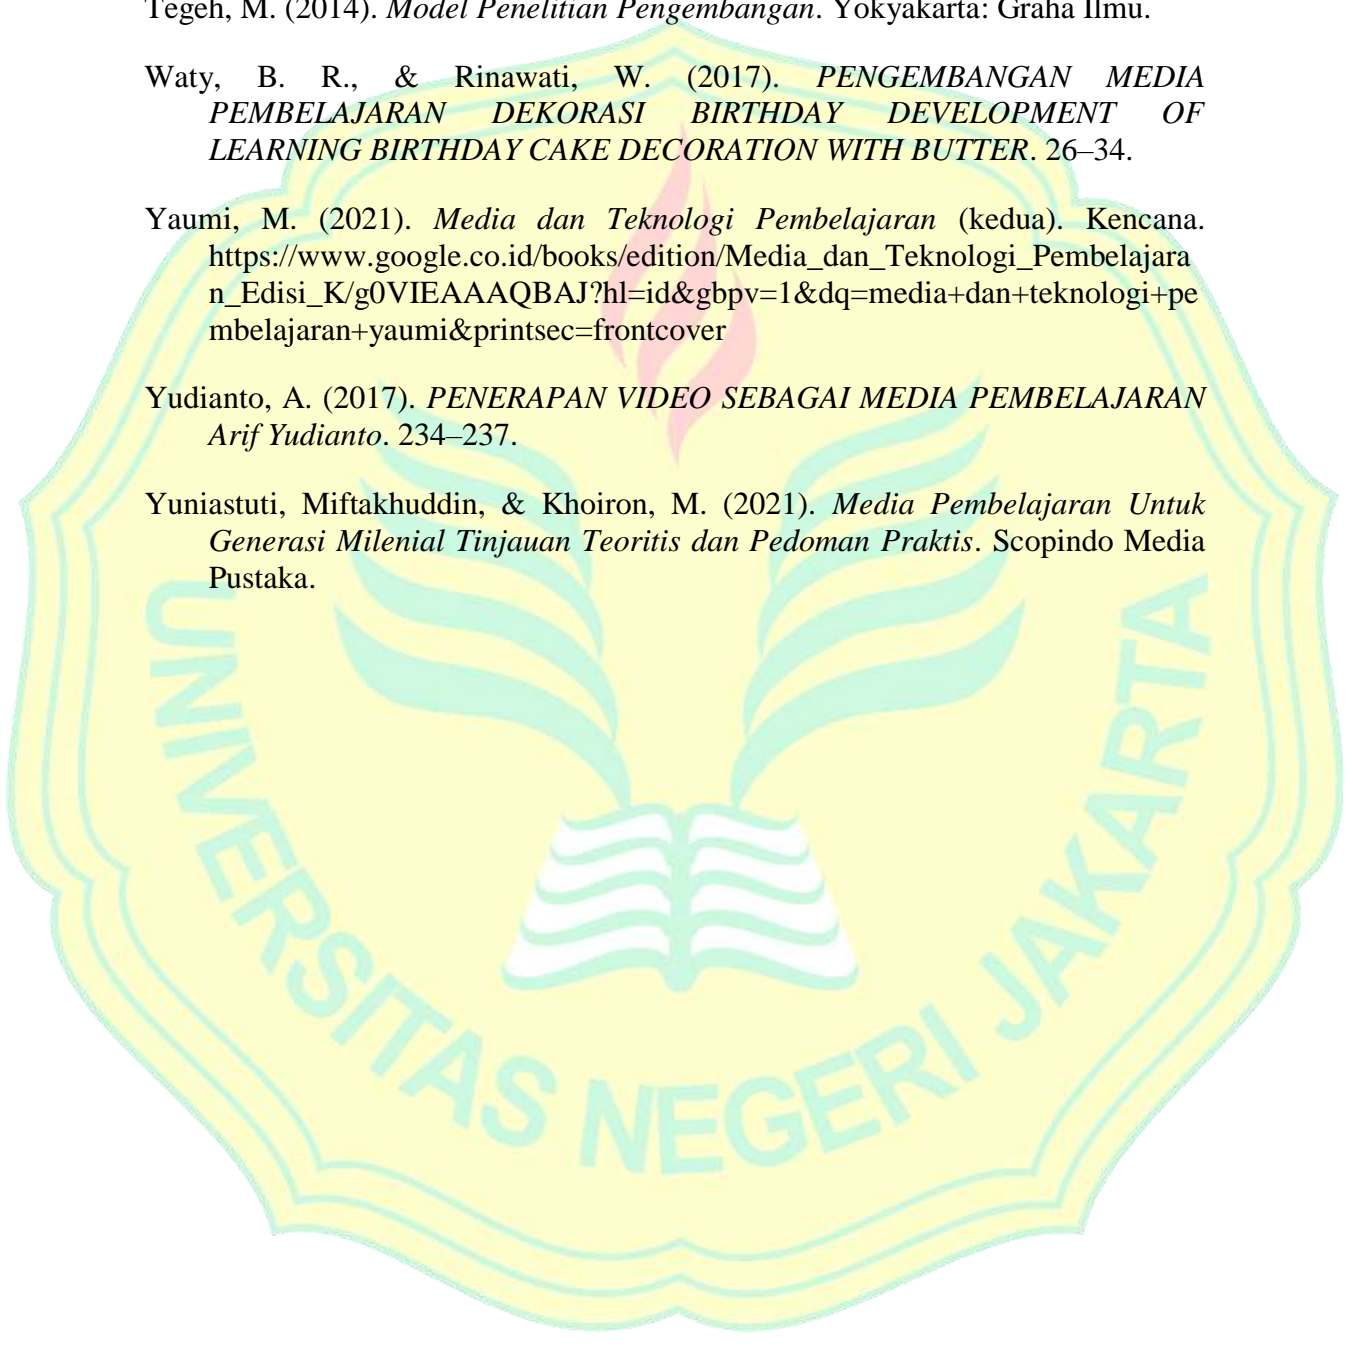 Tegeh, M. (2014). Model Penelitian Pengembangan. Yokyakarta: Graha Ilmu.
Waty, B. R., & Rinawati, W. (2017). PENGEMBANGAN MEDIA
PEMBELAJARAN DEKORASI BIRTHDAY DEVELOPMENT OF
LEARNING BIRTHDAY CAKE DECORATION WITH BUTTER. 26–34.
Yaumi, M. (2021). Media dan Teknologi Pembelajaran (kedua). Kencana.
https://www.google.co.id/books/edition/Media_dan_Teknologi_Pembelajara
n_Edisi_K/g0VIEAAAQBAJ?hl=id&gbpv=1&dq=media+dan+teknologi+pe
mbelajaran+yaumi&printsec=frontcover
Yudianto, A. (2017). PENERAPAN VIDEO SEBAGAI MEDIA PEMBELAJARAN
Arif Yudianto. 234–237.
Yuniastuti, Miftakhuddin, & Khoiron, M. (2021). Media Pembelajaran Untuk
Generasi Milenial Tinjauan Teoritis dan Pedoman Praktis. Scopindo Media
Pustaka.
UNIVERSITAS NEGERI JAKARTA